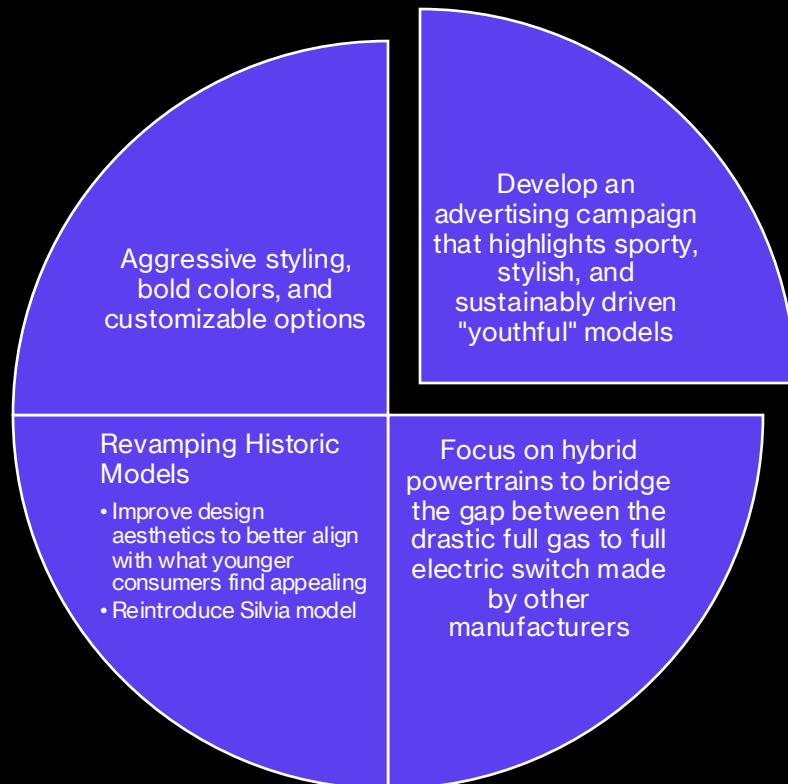 Develop an
advertising campaign
that highlights sporty,
stylish, and
sustainably driven
"youthful" models
Aggressive styling,
bold colors, and
customizable options
Revamping Historic
Models
• Improve design
aesthetics to better align
with what younger
consumers find appealing
• Reintroduce Silvia model
Focus on hybrid
powertrains to bridge
the gap between the
drastic full gas to full
electric switch made
by other
manufacturers